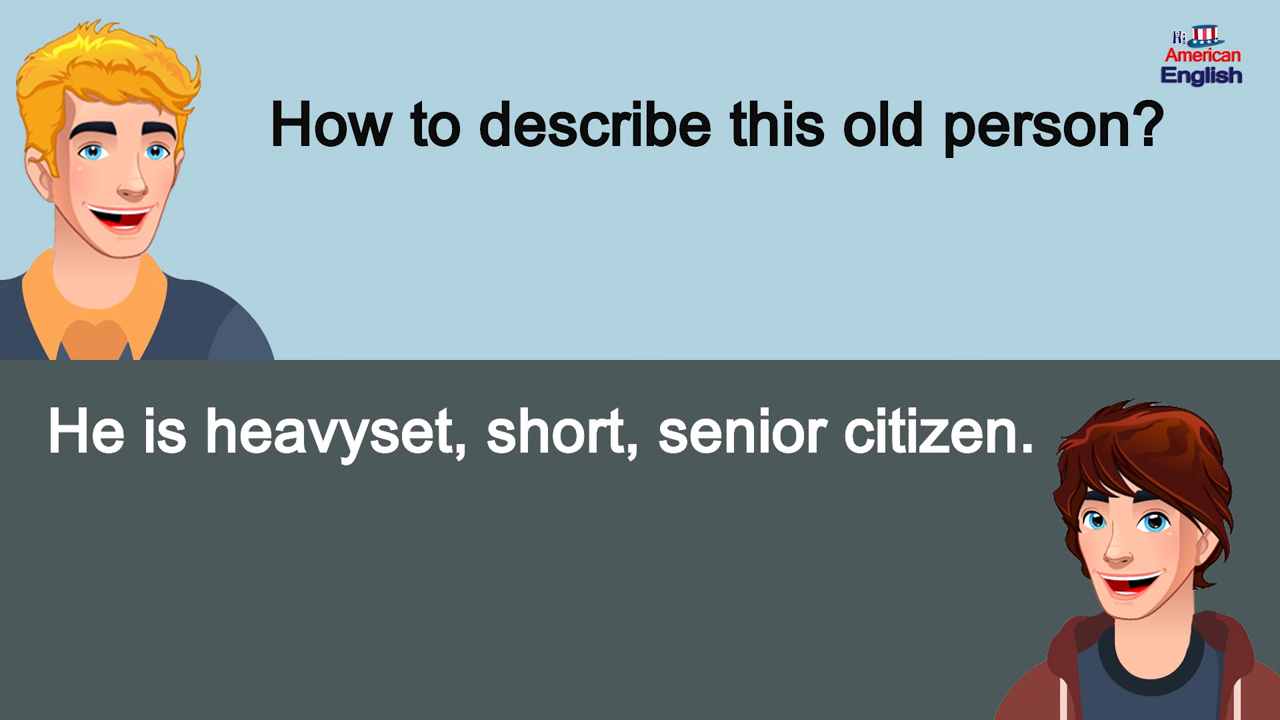 Hi
American
English
How to describe this old person?
He is heavyset, short, senior citizen.